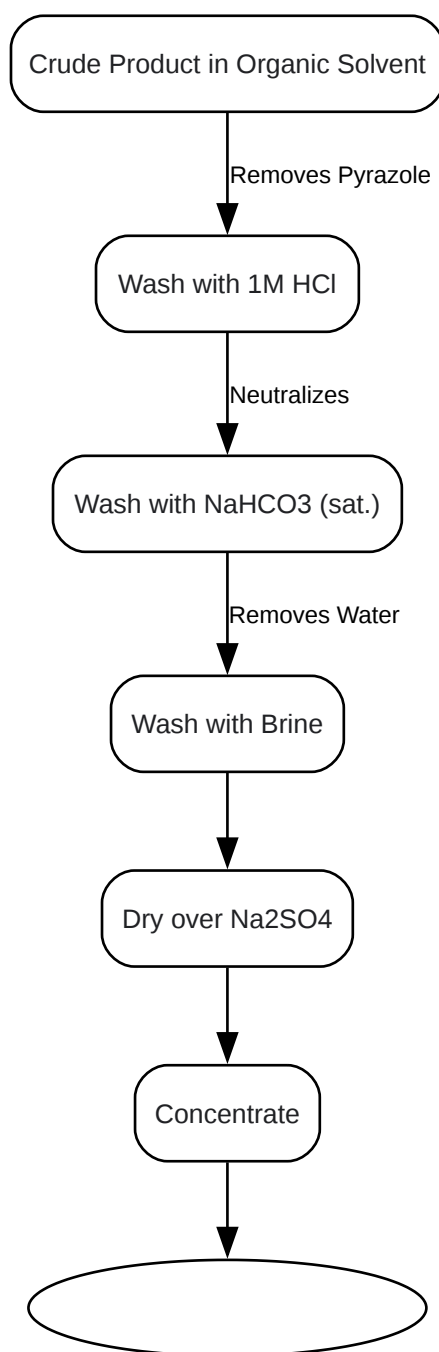 Crude Product in Organic Solvent
Removes Pyrazole
Wash with 1M HCl
Neutralizes
Wash with NaHCO3 (sat.)
Removes Water
Wash with Brine
Dry over Na2SO4
Concentrate